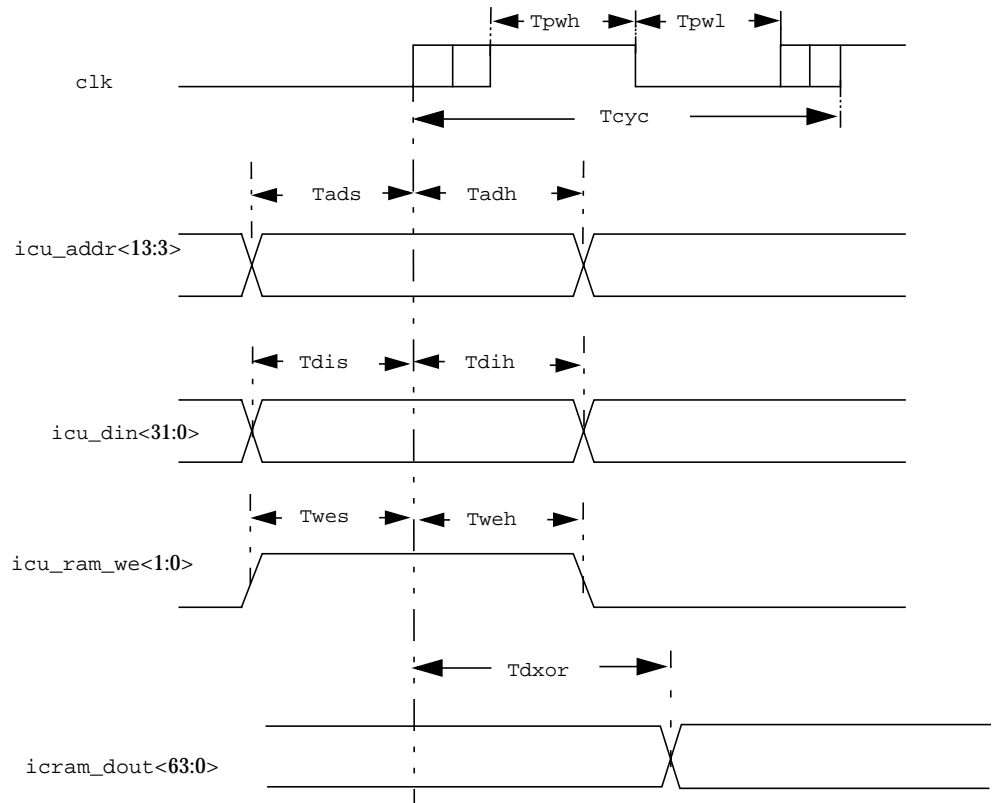 Tpwh Tpwl
clk
Tcyc
Tads Tadh
icu_addr<13:3>
Tdis Tdih
icu_din<31:0>
Twes Tweh
icu_ram_we<1:0>
Tdxor
icram_dout<63:0>